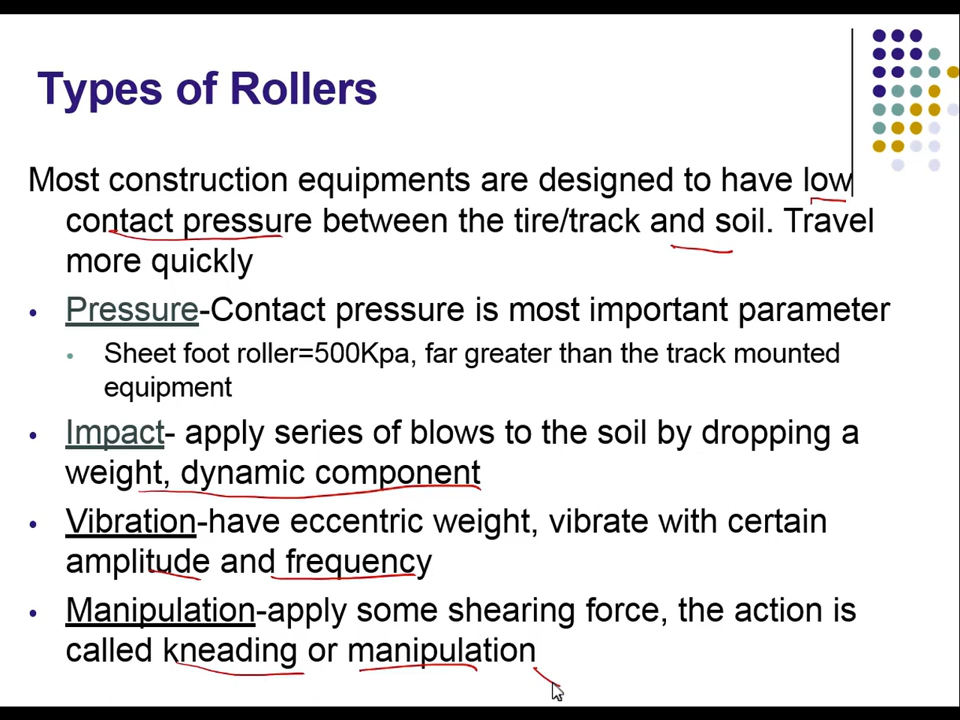 Types of Rollers
Most construction equipments are designed to have low
contact pressure between the tire/track and soil. Travel
more quickly
• Pressure-Contact pressure is most important parameter
• Sheet foot roller=500Kpa, far greater than the track mounted
equipment
• Impact- apply series of blows to the soil by dropping a
weight, dynamic component
• Vibration-have eccentric weight, vibrate with certain
amplitude and frequency
• Manipulation-apply some shearing force, the action is
called kneading or manipulation